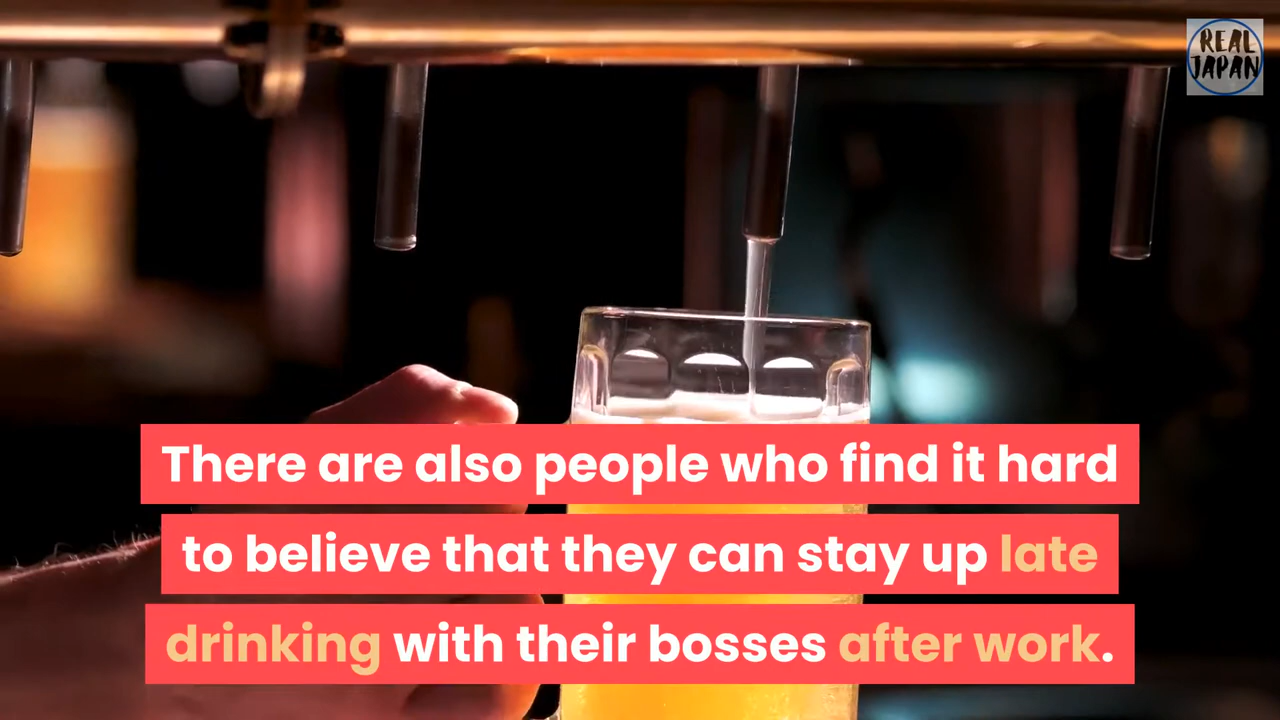 REAL
JAPAN
There are also people who find it hard
to believe that they can stay up late
drinking with their bosses after work.